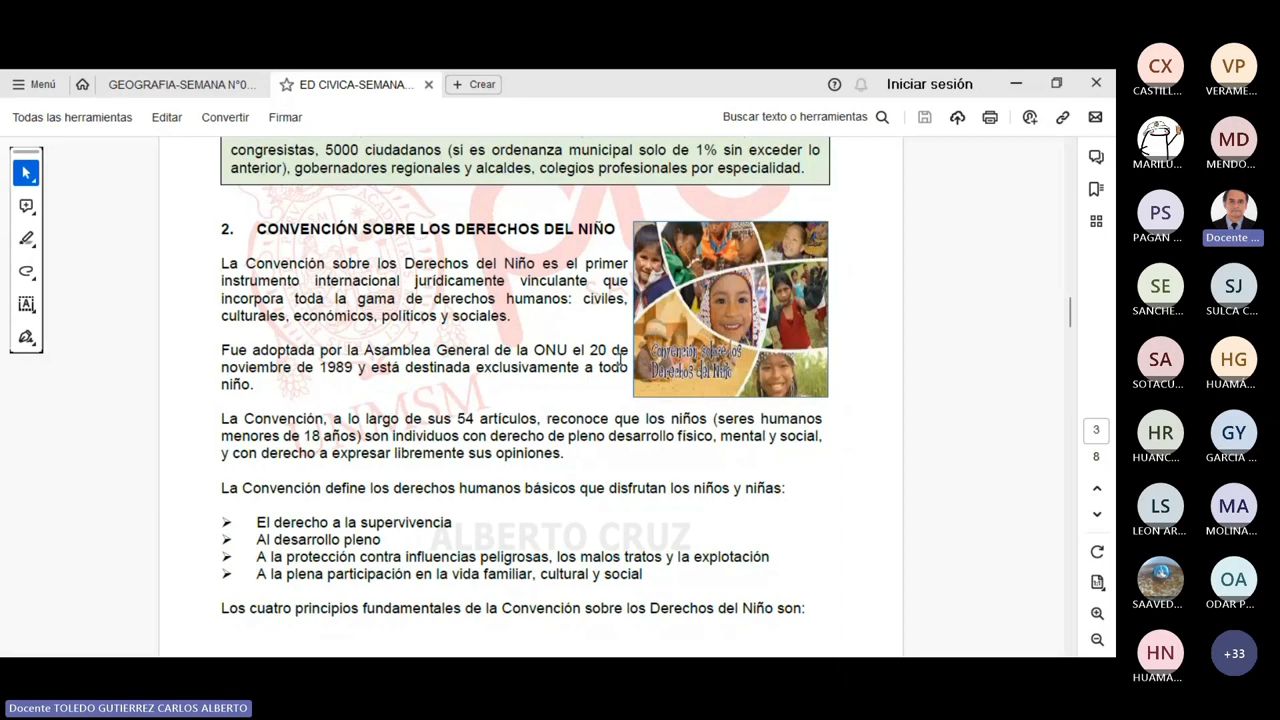 CX
VP
CASTILL...
VERAME...
Menú
GEOGRAFIA-SEMANA N°0...
ED CIVICA-SEMANA...
Crear
Iniciar sesión
Todas las herramientas
Editar
Convertir
Firmar
Buscar texto o herramientas
MD
MARILÚ...
MENDO...
congresistas, 5000 ciudadanos (si es ordenanza municipal solo de 1% sin exceder lo
anterior), gobernadores regionales y alcaldes, colegios profesionales por especialidad.
PS
PAGAN ...
Docente ...
2. CONVENCIÓN SOBRE LOS DERECHOS DEL NIÑO
La Convención sobre los Derechos del Niño es el primer
instrumento internacional jurídicamente vinculante que
incorpora toda la gama de derechos humanos: civiles,
culturales, económicos, políticos y sociales.
Fue adoptada por la Asamblea General de la ONU el 20 de
noviembre de 1989 y está destinada exclusivamente a todo
niño.
Convención sobre los
Derechos del Niño
UNMSM
La Convención, a lo largo de sus 54 artículos, reconoce que los niños (seres humanos
menores de 18 años) son individuos con derecho de pleno desarrollo físico, mental y social,
y con derecho a expresar libremente sus opiniones.
La Convención define los derechos humanos básicos que disfrutan los niños y niñas:
El derecho a la supervivencia
ALBERTO CRUZ
Al desarrollo pleno
A la protección contra influencias peligrosas, los malos tratos y la explotación
A la plena participación en la vida familiar, cultural y social
Los cuatro principios fundamentales de la Convención sobre los Derechos del Niño son:
3
8
SE
SJ
SANCHE...
SULCA C...
SA
HG
SOTACU...
HUAMÁ...
HR
GY
HUANC...
GARCIA ...
LS
MA
LEON AR...
MOLINA...
OA
SAAVED...
ODAR P...
HN
+33
HUAMA...
Docente TOLEDO GUTIERREZ CARLOS ALBERTO